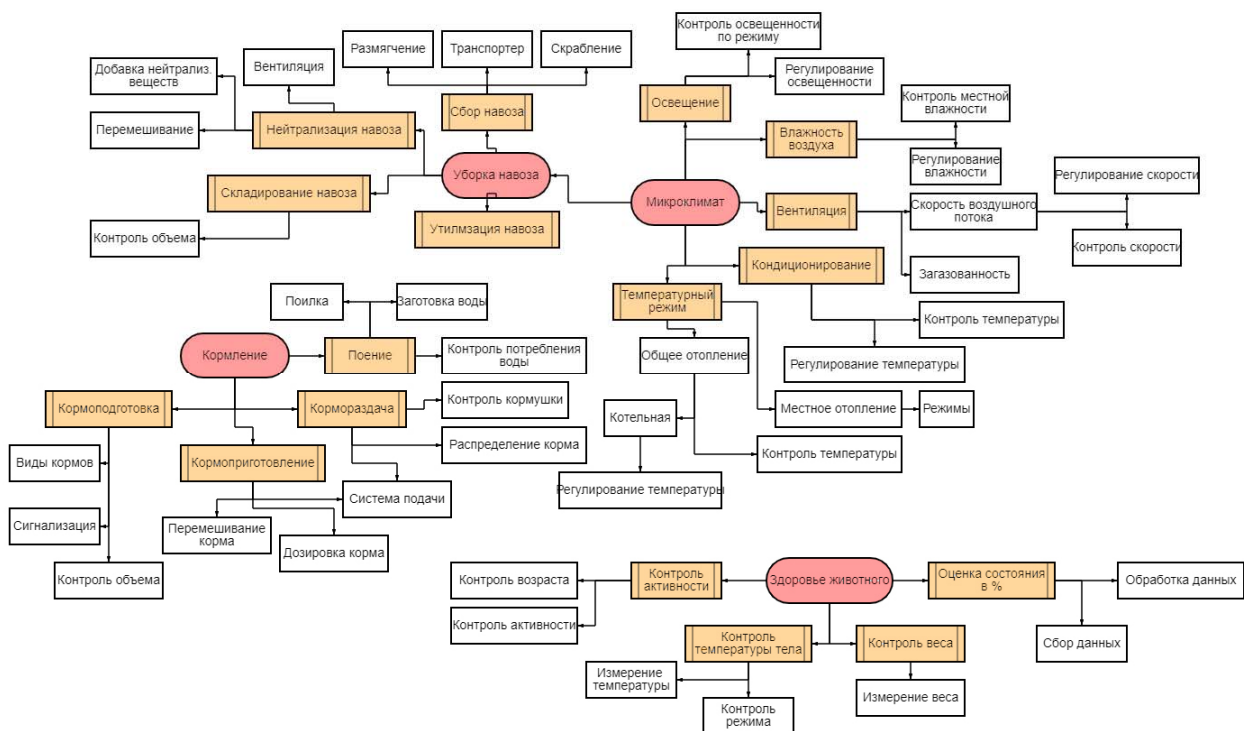 Контроль освещенности
по режиму
Размягчение
Транспортер
Скрабление
Добавка нейтрализ.
веществ
Вентиляция
Регулирование
освещенности
Освещение
Сбор навоза
Контроль местной
влажности
Перемешивание
Нейтрализация навоза
Влажность
воздуха
Регулирование
влажности
Уборка навоза
Регулирование скорости
Складирование навоза
Микроклимат
Вентиляция
Скорость воздушного
потока
Утилмзация навоза
Контроль объема
Контроль скорости
Кондиционирование
Загазованность
Поилка
Заготовка воды
Температурный
режим
Контроль температуры
Кормление
Поение
Контроль потребления
воды
Общее отопление
Регулирование температуры
Кормоподготовка
Кормораздача
Контроль кормушки
Котельная
Местное отопление
Режимы
Распределение корма
Виды кормов
Кормоприготовление
Контроль температуры
Система подачи
Регулирование температуры
Сигнализация
Перемешивание
корма
Дозировка корма
Контроль объема
Контроль возраста
Контроль
активности
Здоровье животного
Оценка состояния
в %
Обработка данных
Контроль активности
Контроль
температуры тела
Контроль веса
Сбор данных
Измерение
температуры
Измерение веса
Контроль
режима